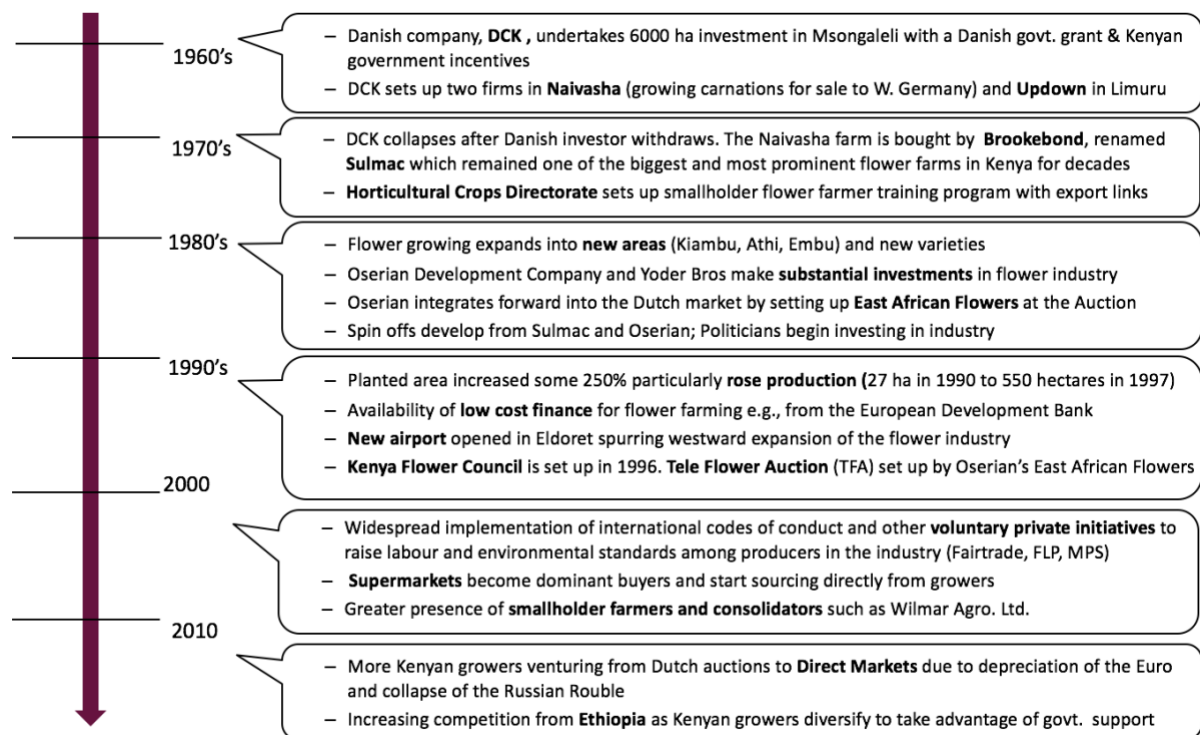 1960's
– Danish company, DCK , undertakes 6000 ha investment in Msongaleli with a Danish govt. grant & Kenyan
government incentives
– DCK sets up two firms in Naivasha (growing carnations for sale to W. Germany) and Updown in Limuru
1970's
– DCK collapses after Danish investor withdraws. The Naivasha farm is bought by Brookebond, renamed
Sulmac which remained one of the biggest and most prominent flower farms in Kenya for decades
– Horticultural Crops Directorate sets up smallholder flower farmer training program with export links
1980's
– Flower growing expands into new areas (Kiambu, Athi, Embu) and new varieties
– Oserian Development Company and Yoder Bros make substantial investments in flower industry
– Oserian integrates forward into the Dutch market by setting up East African Flowers at the Auction
– Spin offs develop from Sulmac and Oserian; Politicians begin investing in industry
1990's
– Planted area increased some 250% particularly rose production (27 ha in 1990 to 550 hectares in 1997)
– Availability of low cost finance for flower farming e.g., from the European Development Bank
– New airport opened in Eldoret spurring westward expansion of the flower industry
– Kenya Flower Council is set up in 1996. Tele Flower Auction (TFA) set up by Oserian's East African Flowers
2000
– Widespread implementation of international codes of conduct and other voluntary private initiatives to
raise labour and environmental standards among producers in the industry (Fairtrade, FLP, MPS)
– Supermarkets become dominant buyers and start sourcing directly from growers
– Greater presence of smallholder farmers and consolidators such as Wilmar Agro. Ltd.
2010
– More Kenyan growers venturing from Dutch auctions to Direct Markets due to depreciation of the Euro
and collapse of the Russian Rouble
– Increasing competition from Ethiopia as Kenyan growers diversify to take advantage of govt. support